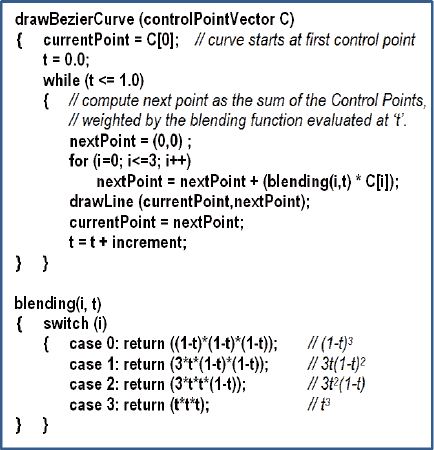 drawBezierCurve (controlPointVector C)
{ currentPoint = C[0]; // curve starts at first control point
t = 0.0;
while (t <= 1.0)
{ // compute next point as the sum of the Control Points,
// weighted by the blending function evaluated at ‘t’.
nextPoint = (0,0) ;
for (i=0; i<=3; i++)
nextPoint = nextPoint + (blending(i,t) * C[i]);
drawLine (currentPoint,nextPoint);
currentPoint = nextPoint;
t = t + increment;
} }
blending(i, t)
{ switch (i)
{ case 0: return ((1-t)*(1-t)*(1-t)); // (1-t)³
case 1: return (3*t*(1-t)*(1-t)); // 3t(1-t)²
case 2: return (3*t*t*(1-t)); // 3t²(1-t)
case 3: return (t*t*t); // t³
} }